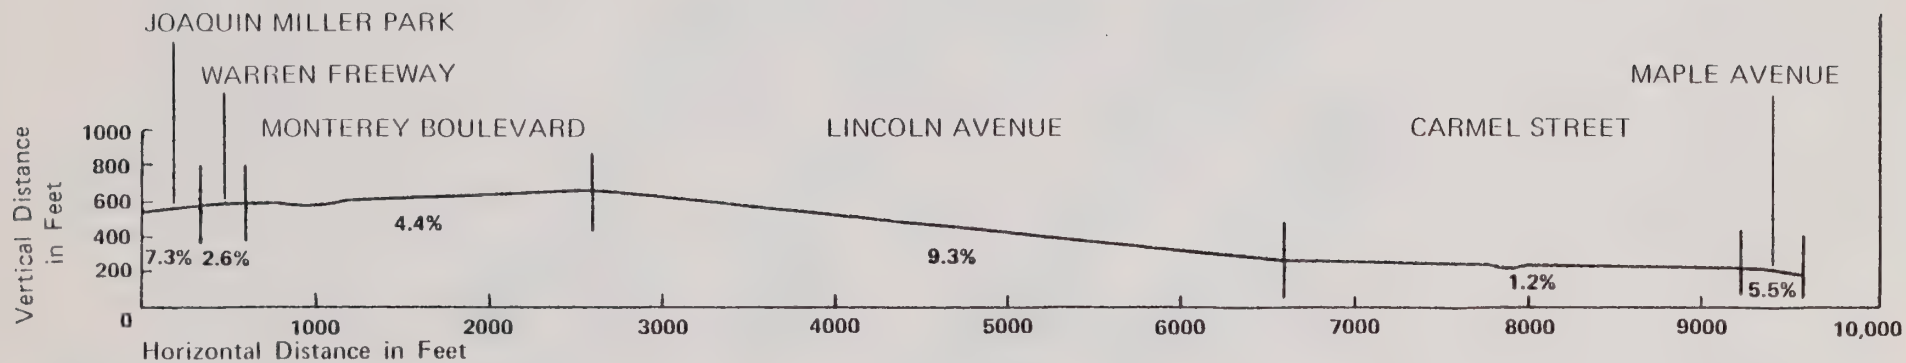 JOAQUIN MILLER PARK
WARREN FREEWAY
MAPLE AVENUE
MONTEREY BOULEVARD
LINCOLN AVENUE
CARMEL STREET
Vertical Distance
in Feet
1000
800
600
400
200
0
7.3%
2.6%
4.4%
9.3%
1.2%
5.5%
1000
2000
3000
4000
5000
6000
7000
8000
9000
10,000
Horizontal Distance in Feet